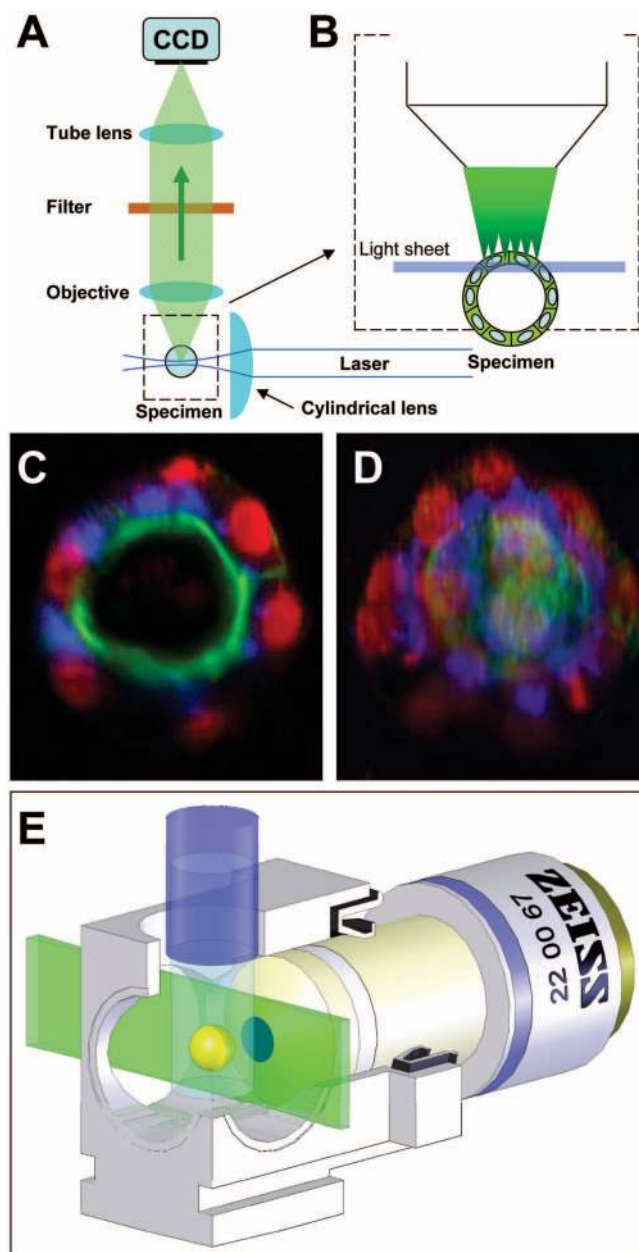 A
CCD
Tube lens
Filter
Objective
Specimen
Laser
Cylindrical lens
B
Light sheet
Specimen
C
D
E
ZEISS
22 00 67